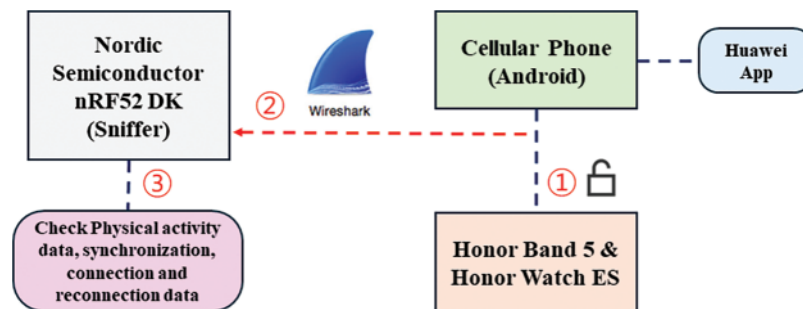 Nordic
Semiconductor
nRF52 DK
(Sniffer)
Wireshark
②
Cellular Phone
(Android)
Huawei
App
①
③
Check Physical activity
data, synchronization,
connection and
reconnection data
Honor Band 5 &
Honor Watch ES